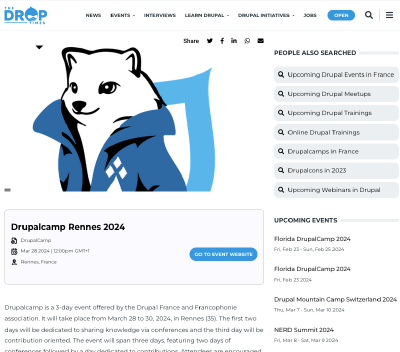 THE
DROP
TIMES
NEWS
EVENTS
INTERVIEWS
LEARN DRUPAL
DRUPAL INITIATIVES
JOBS
OPEN
Share
PEOPLE ALSO SEARCHED
Upcoming Drupal Events in France
Upcoming Drupal Meetups
Upcoming Drupal Trainings
Online Drupal Trainings
Drupalcamps in France
Drupalcons in 2023
Upcoming Webinars in Drupal
Drupalcamp Rennes 2024
DrupalCamp
Mar 28 2024 | 12:00pm GMT+1
Rennes, France
GO TO EVENT WEBSITE
UPCOMING EVENTS
Florida DrupalCamp 2024
Fri, Feb 23 - Sun, Feb 25 2024
Florida DrupalCamp 2024
Fri, Feb 23 2024
Drupal Mountain Camp Switzerland 2024
Thu, Mar 7 - Sun, Mar 10 2024
NERD Summit 2024
Fri, Mar 8 - Sat, Mar 9 2024
Drupalcamp is a 3-day event offered by the Drupal France and Francophonie
association. It will take place from March 28 to 30, 2024, in Rennes (35). The first two
days will be dedicated to sharing knowledge via conferences and the third day will be
contribution oriented. The event will span three days, featuring two days of
conferences followed by a day dedicated to contributions. Attendees are encouraged